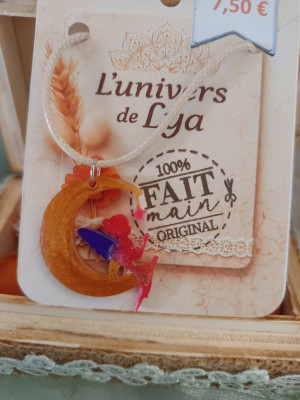 7,50 €
L'univers
de Lya
100%
FAIT
main
ORIGINAL